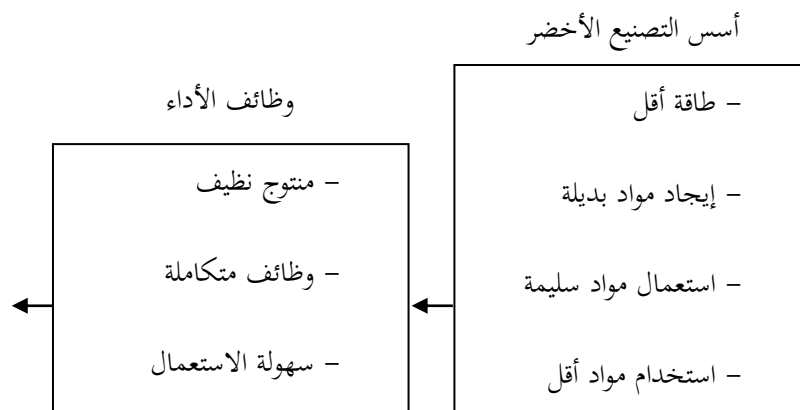 أسس التصنيع الأخضر
– طاقة أقل
– إيجاد مواد بديلة
– استعمال مواد سليمة
– استخدام مواد أقل
وظائف الأداء
– منتوج نظيف
– وظائف متكاملة
– سهولة الاستعمال